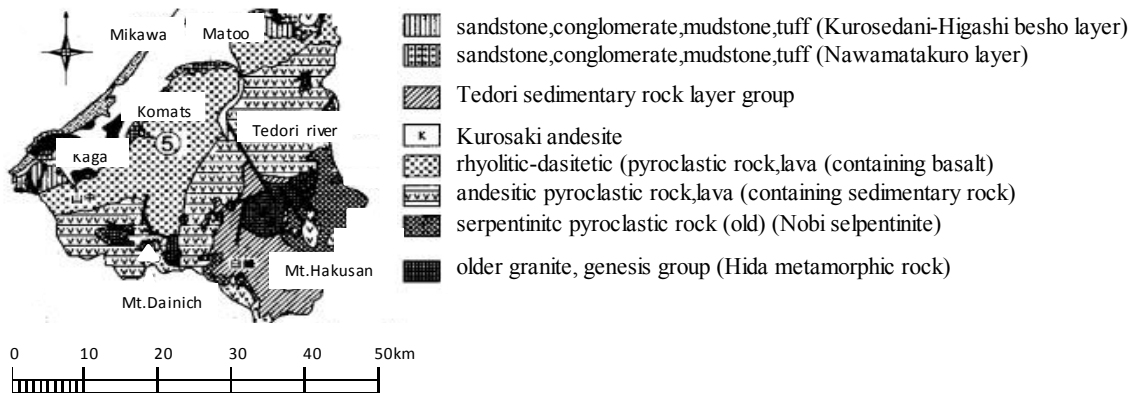 Mikawa
Matoo
Komats
Tedori river
Kaga
⑤
Mt.Hakusan
Mt.Dainich
sandstone,conglomerate,mudstone,tuff (Kurosedani-Higashi besho layer)
sandstone,conglomerate,mudstone,tuff (Nawamatakuro layer)
Tedori sedimentary rock layer group
K Kurosaki andesite
rhyolitic-dasitetic (pyroclastic rock,lava (containing basalt)
andesitic pyroclastic rock,lava (containing sedimentary rock)
serpentinitc pyroclastic rock (old) (Nobi selpentinite)
older granite, genesis group (Hida metamorphic rock)
0 10 20 30 40 50km